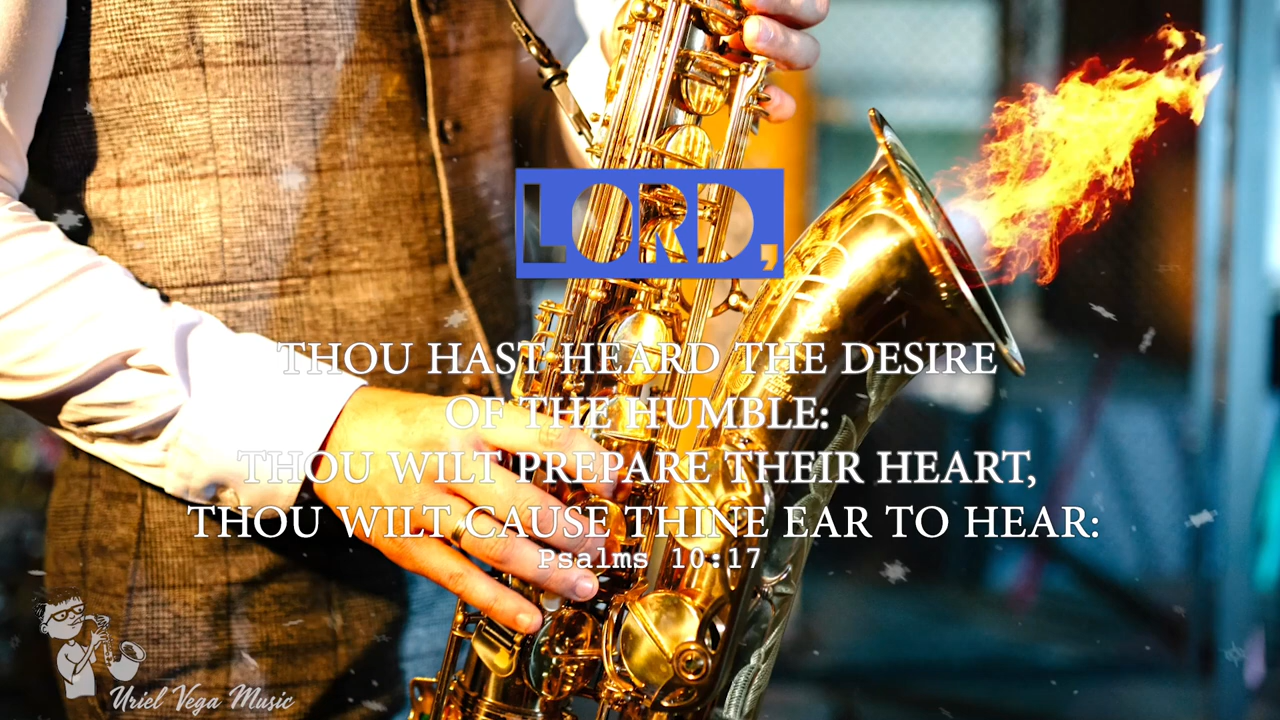 LORD,
THOU HAST HEARD THE DESIRE
OF THE HUMBLE:
THOU WILT PREPARE THEIR HEART,
THOU WILT CAUSE THINE EAR TO HEAR:
Psalms 10:17
Uriel Vega Music